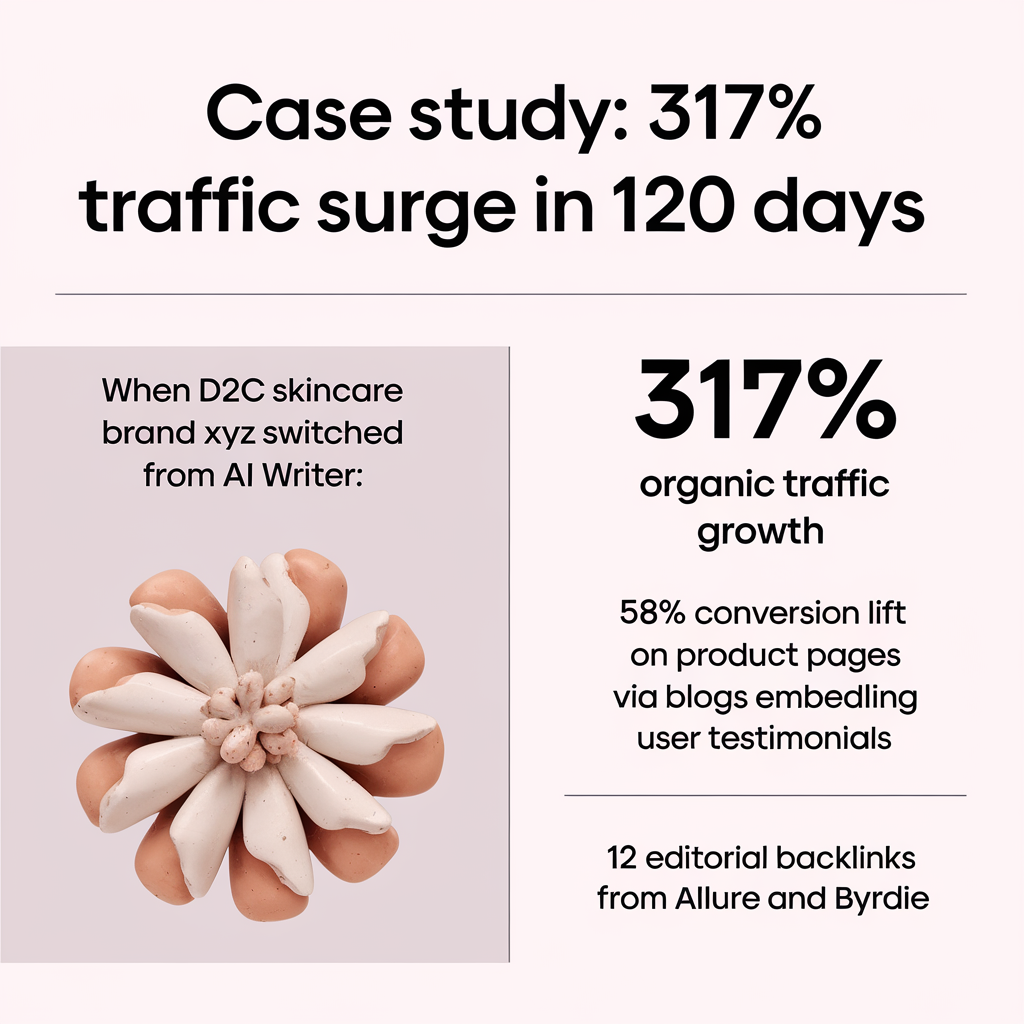 Case study: 317%
traffic surge in 120 days
When D2C skincare
brand xyz switched
from AI Writer:
317%
organic traffic
growth
58% conversion lift
on product pages
via blogs embedling
user testimonials
12 editorial backlinks
from Allure and Byrdie